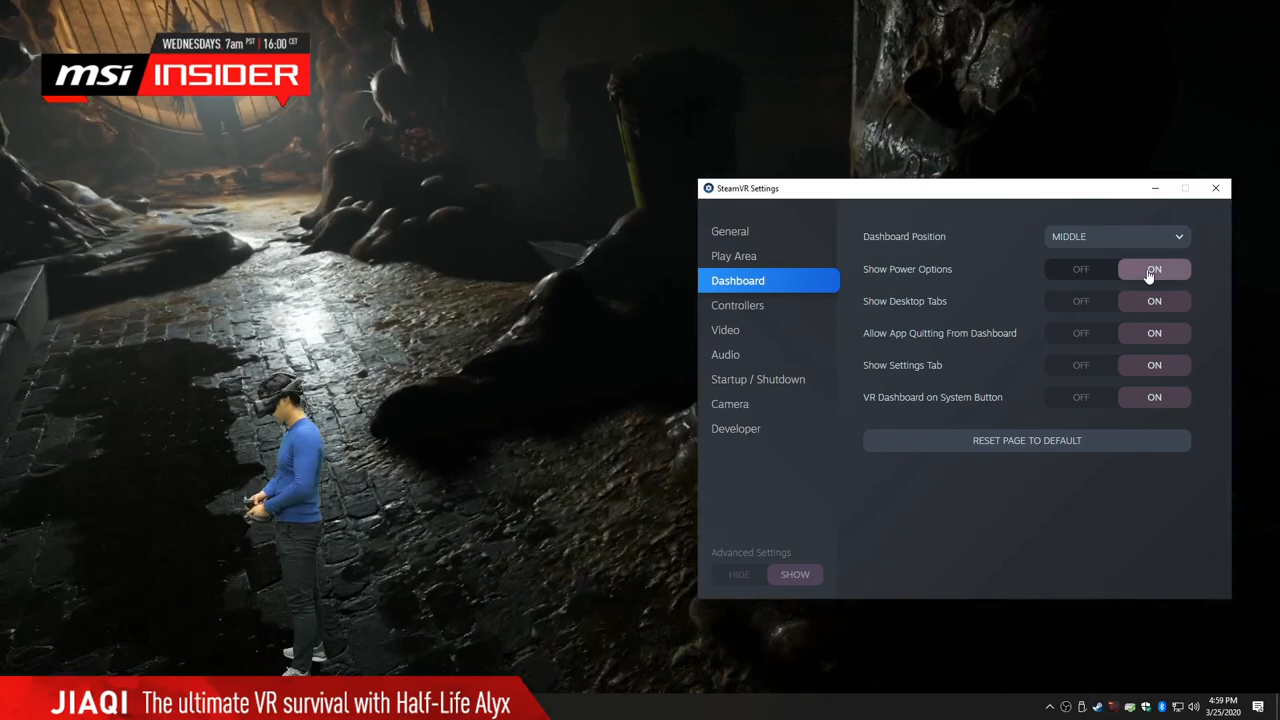 WEDNESDAYS 7am PST | 16:00 CET
msi INSIDER
SteamVR Settings
General
Play Area
Dashboard
Controllers
Video
Audio
Startup / Shutdown
Camera
Developer
Advanced Settings
HIDE SHOW
Dashboard Position MIDDLE
Show Power Options OFF ON
Show Desktop Tabs OFF ON
Allow App Quitting From Dashboard OFF ON
Show Settings Tab OFF ON
VR Dashboard on System Button OFF ON
RESET PAGE TO DEFAULT
JIAQI The ultimate VR survival with Half-Life Alyx
4:59 PM
3/25/2020